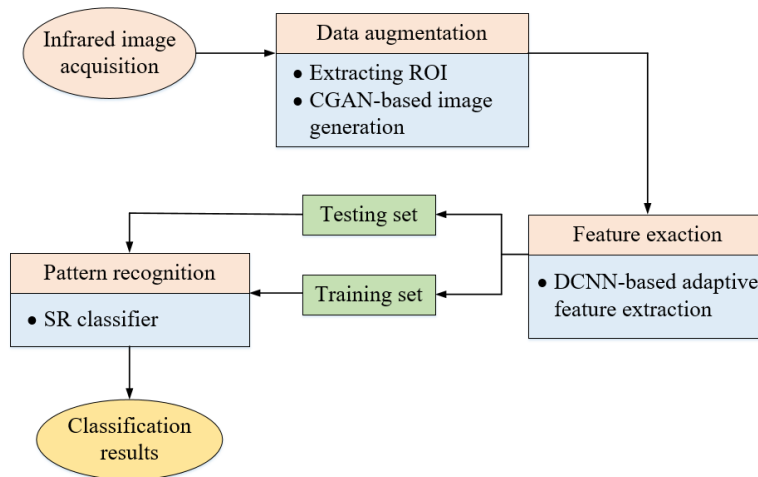 Infrared image
acquisition
Data augmentation
● Extracting ROI
● CGAN-based image
generation
Testing set
Training set
Feature exaction
● DCNN-based adaptive
feature extraction
Pattern recognition
● SR classifier
Classification
results